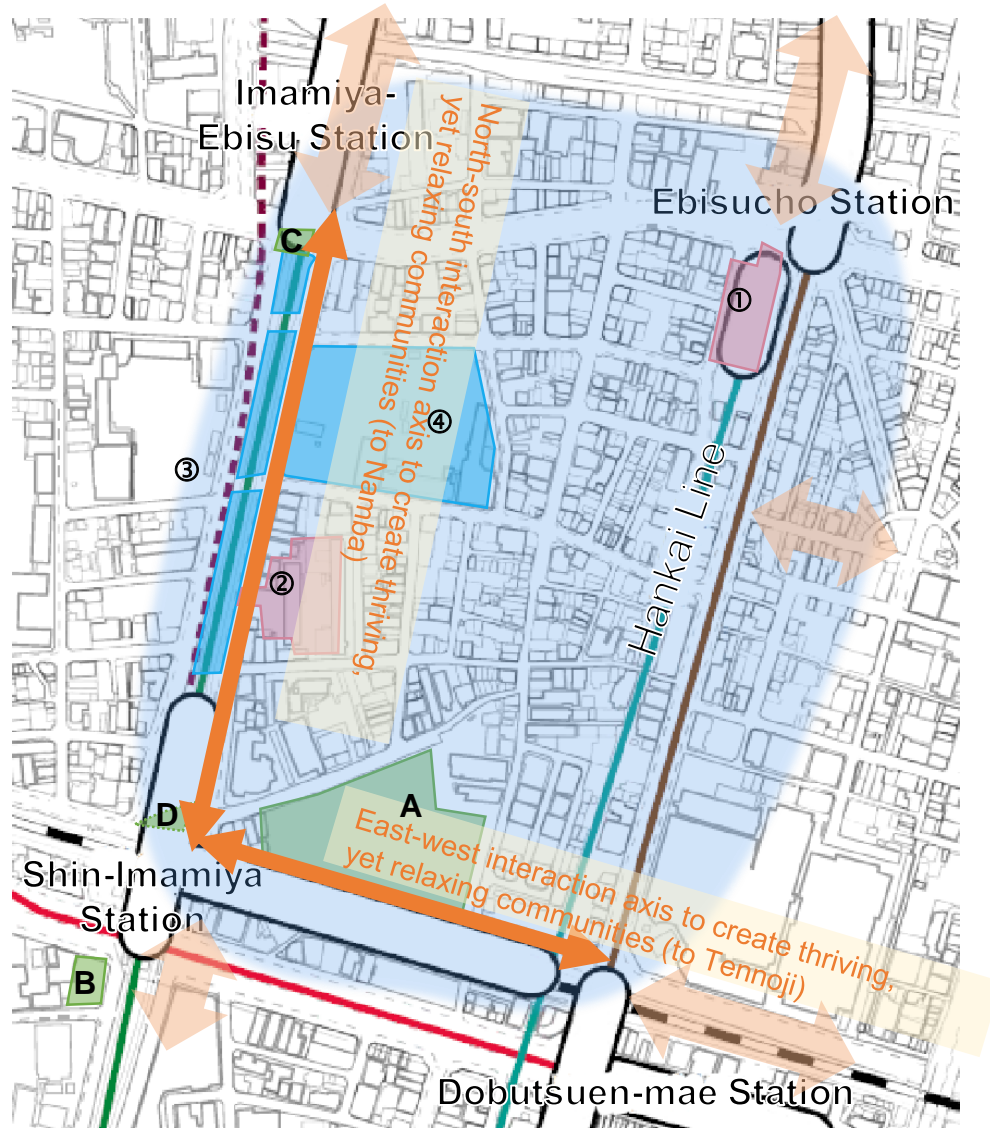 Imamiya-
Ebisu Station
North-south interaction axis to create thriving,
yet relaxing communities (to Namba)
Ebisucho Station
C
①
④
③
Hankai Line
②
A
D
East-west interaction axis to create thriving,
yet relaxing communities (to Tennoji)
Shin-Imamiya
Station
B
Dobutsuen-mae Station